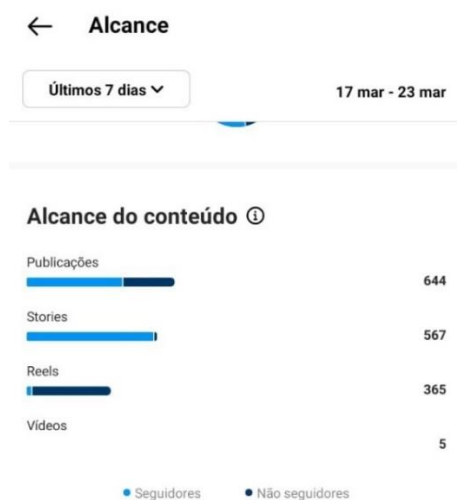 Alcance
Últimos 7 dias
17 mar - 23 mar
Alcance do conteúdo
Publicações
644
Stories
567
Reels
365
Vídeos
5
Seguidores Não seguidores